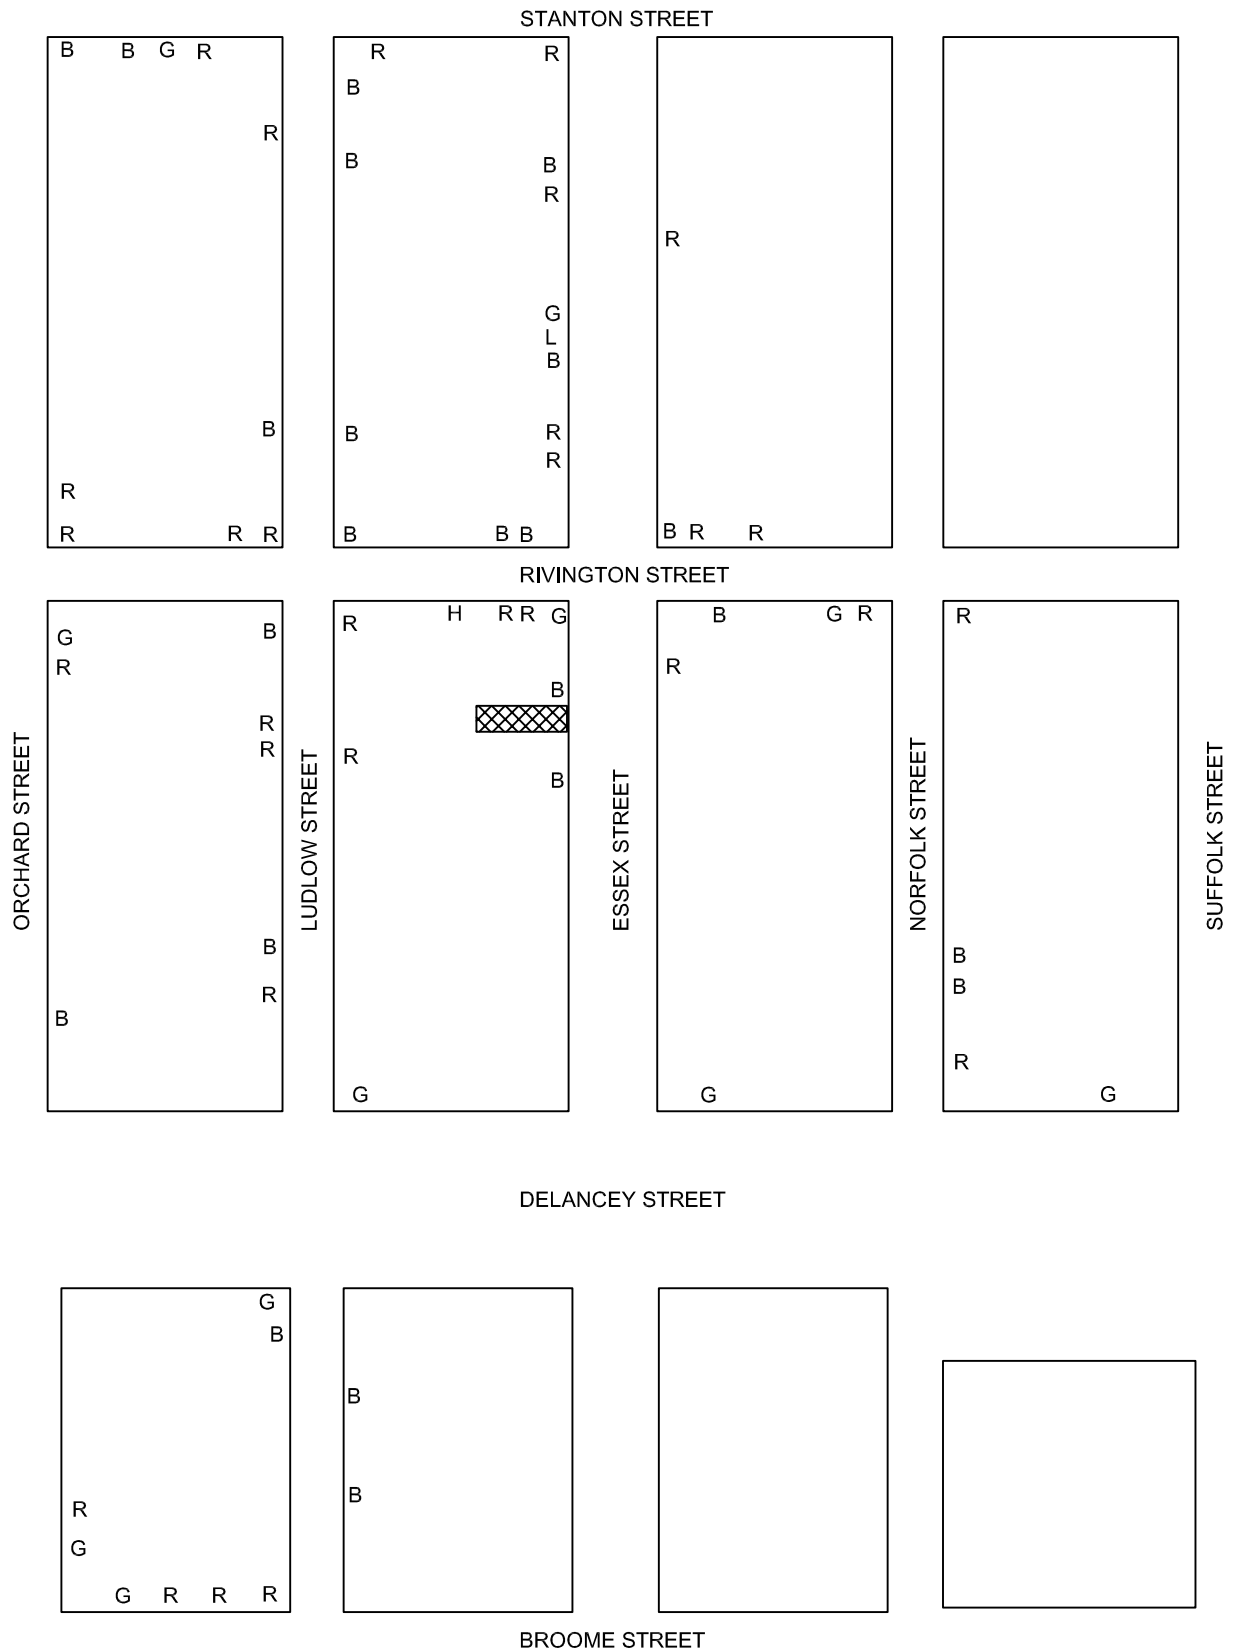 STANTON STREET
B B G R
R
B
R
R R R
R R
B
B B
R
G
L
B
B R
R
B B B
R
B R R
RIVINGTON STREET
G B
R
R
R
B
R
B
R H R R G
B
R
B
G
B G R
R
G
R
B
B
R
G
ORCHARD STREET
LUDLOW STREET
ESSEX STREET
NORFOLK STREET
SUFFOLK STREET
DELANCEY STREET
G
B
R
G
G R R R
B
B
BROOME STREET